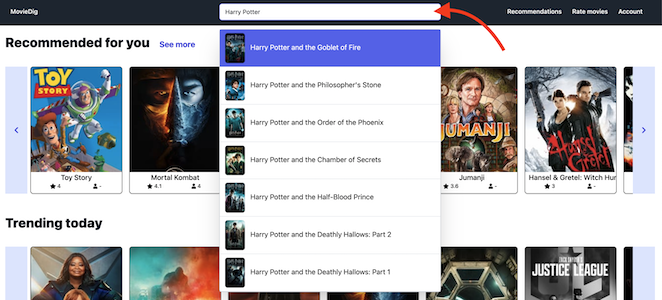 MovieDig
Harry Potter
Recommendations
Rate movies
Account
Recommended for you
See more
Harry Potter and the Goblet of Fire
Harry Potter and the Philosopher's Stone
Harry Potter and the Order of the Phoenix
Harry Potter and the Chamber of Secrets
Harry Potter and the Half-Blood Prince
Harry Potter and the Deathly Hallows: Part 2
Harry Potter and the Deathly Hallows: Part 1
TOY
STORY
JUMANJI
Hansel &
Gretel
Toy Story
4
-
Mortal Kombat
4.1
4
Jumanji
3.6
-
Hansel & Gretel: Witch Hun
3
-
Trending today
ZACK SNYDER'S
JUSTICE LEAGUE